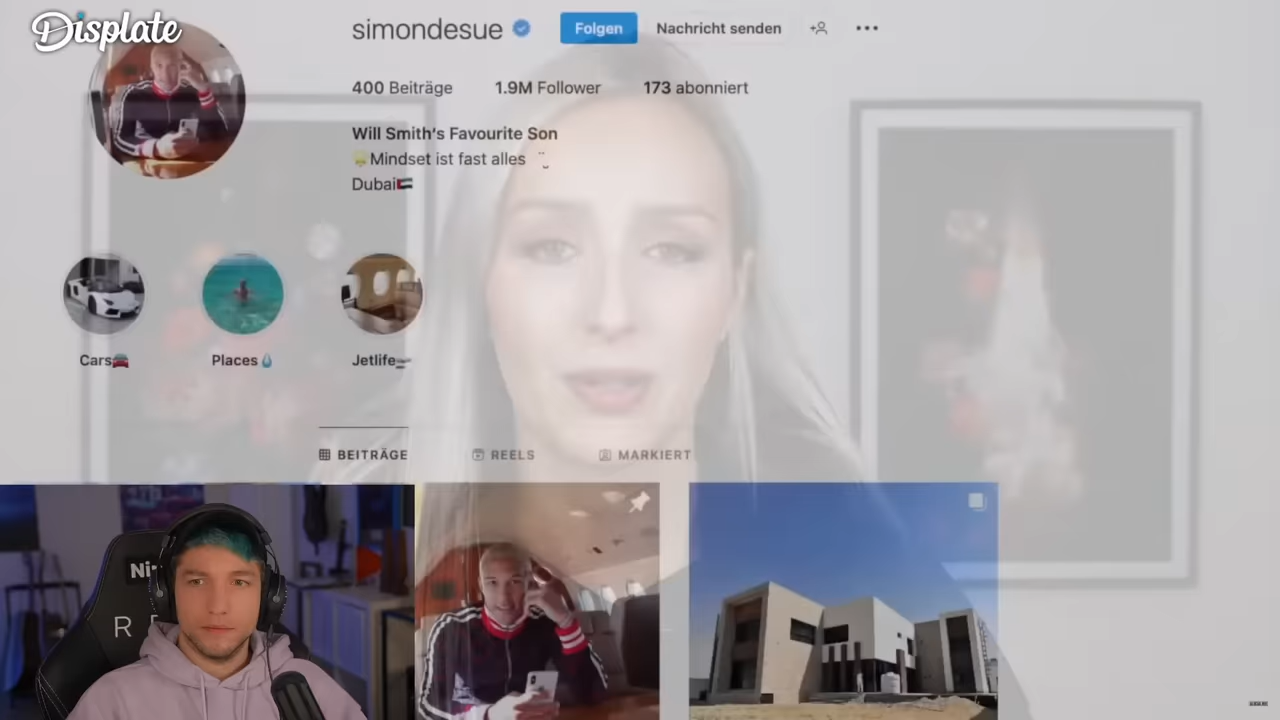 Displate
simondesue
Folgen
Nachricht senden
400 Beiträge
1.9M Follower
173 abonniert
Will Smith's Favourite Son
Mindset ist fast alles
Dubai
Cars
Places
Jetlife
BEITRÄGE
REELS
MARKIERT